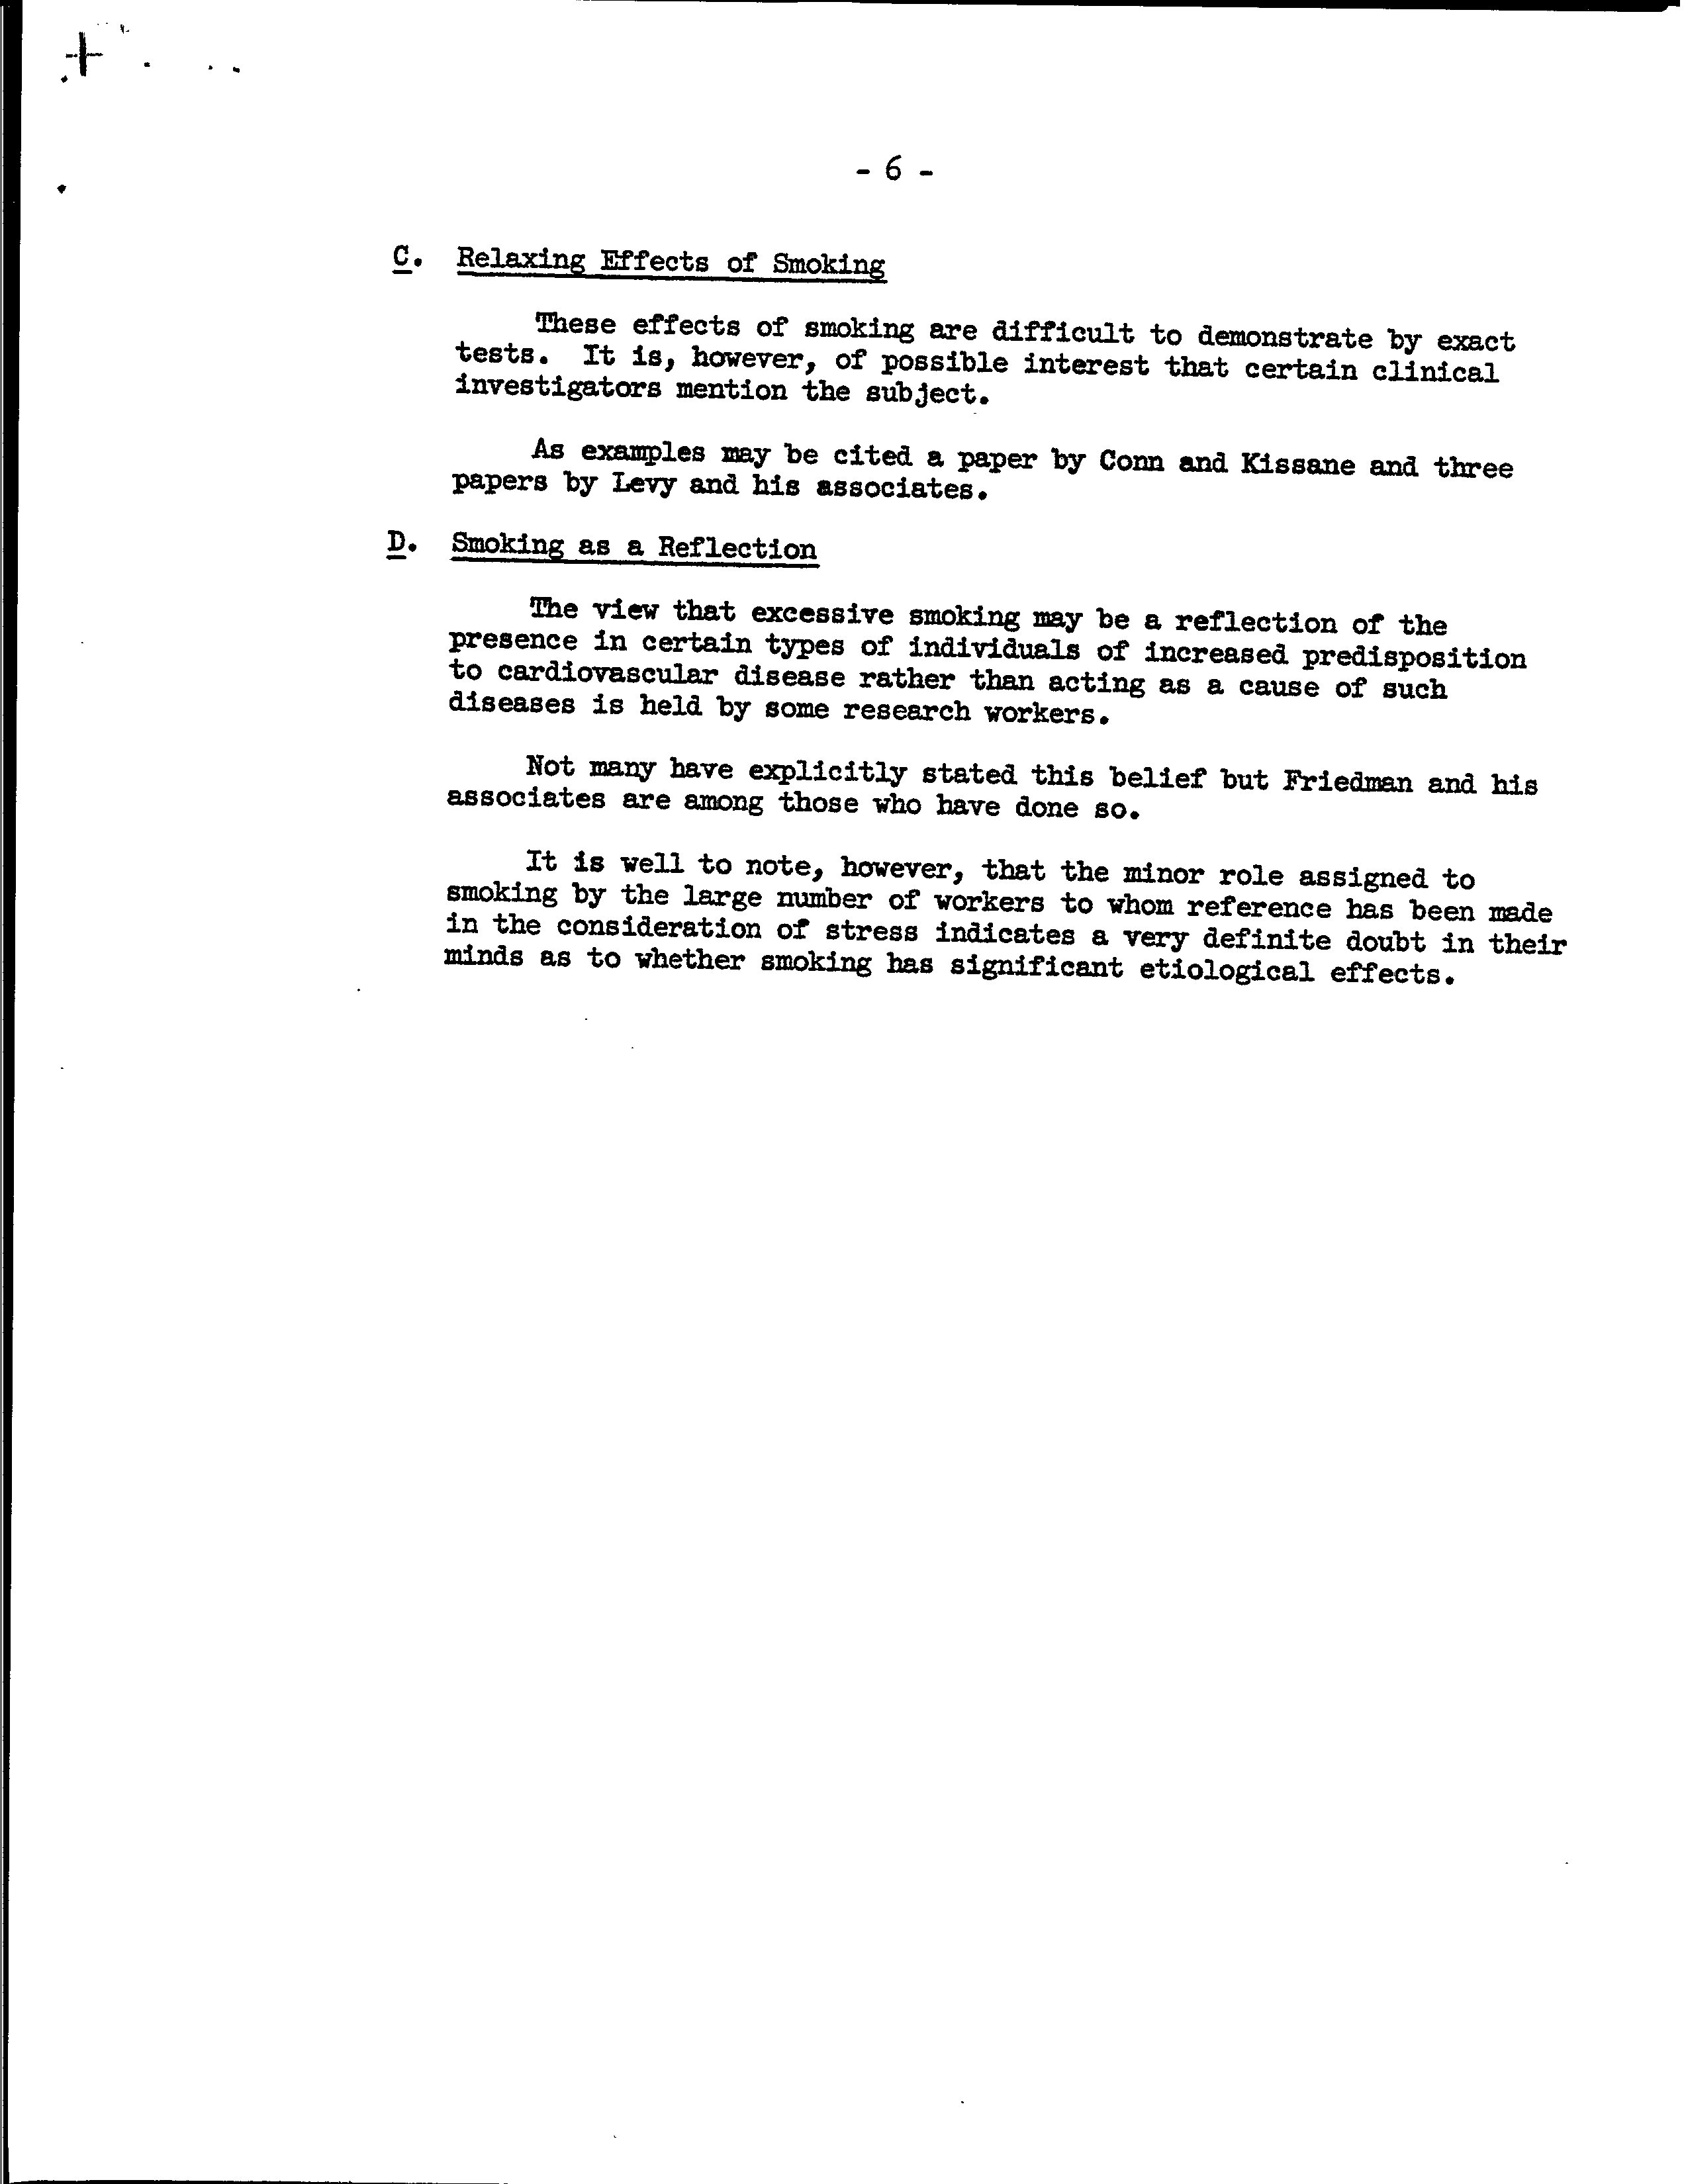 - 6 -
C. Relaxing Effects of Smoking
These effects of smoking are difficult to demonstrate by exact
tests. It is, however, of possible interest that certain clinical
investigators mention the subject.
As examples may be cited a paper by Conn and Kissane and three
papers by Levy and his associates.
D. Smoking as a Reflection
The view that excessive smoking may be a reflection of the
presence in certain types of individuals of increased predisposition
to cardiovascular disease rather than acting as a cause of such
diseases is held by some research workers.
Not many have explicitly stated this belief but Friedman and his
associates are among those who have done so.
It is well to note, however, that the minor role assigned to
smoking by the large number of workers to whom reference has been made
in the consideration of stress indicates a very definite doubt in their
minds as to whether smoking has significant etiological effects.